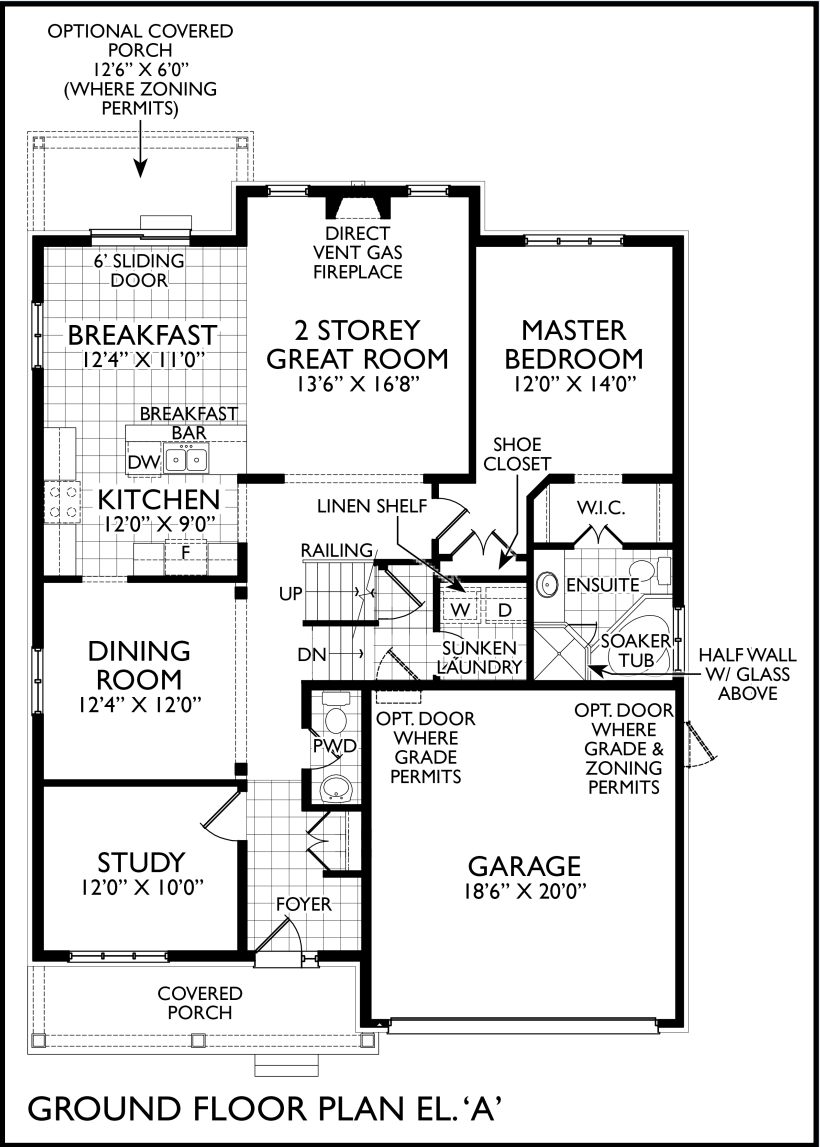 OPTIONAL COVERED
PORCH
12'6" X 6'0"
(WHERE ZONING
PERMITS)
6' SLIDING
DOOR
DIRECT
VENT GAS
FIREPLACE
BREAKFAST
12'4" X 11'0"
2 STOREY
GREAT ROOM
13'6" X 16'8"
MASTER
BEDROOM
12'0" X 14'0"
BREAKFAST
BAR
DW
SHOE
CLOSET
KITCHEN
12'0" X 9'0"
F
LINEN SHELF
W.I.C.
RAILING
UP
W
D
ENSUITE
DN
SUNKEN
LAUNDRY
SOAKER
TUB
HALF WALL
W/ GLASS
ABOVE
DINING
ROOM
12'4" X 12'0"
PWD
OPT. DOOR
WHERE
GRADE
PERMITS
OPT. DOOR
WHERE
GRADE &
ZONING
PERMITS
STUDY
12'0" X 10'0"
FOYER
GARAGE
18'6" X 20'0"
COVERED
PORCH
GROUND FLOOR PLAN EL. 'A'